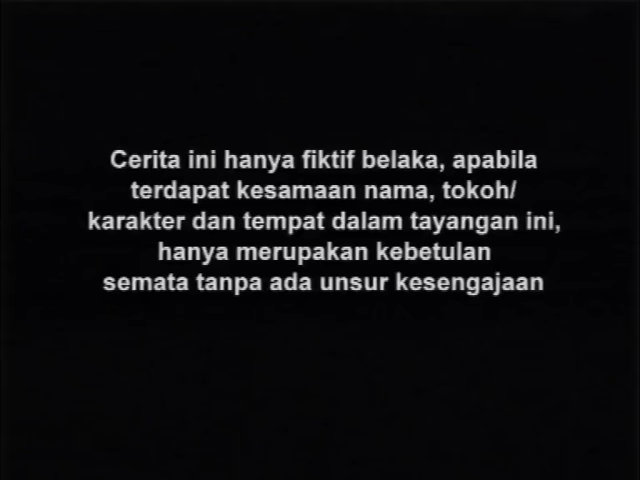 Cerita ini hanya fiktif belaka, apabila
terdapat kesamaan nama, tokoh/
karakter dan tempat dalam tayangan ini,
hanya merupakan kebetulan
semata tanpa ada unsur kesengajaan